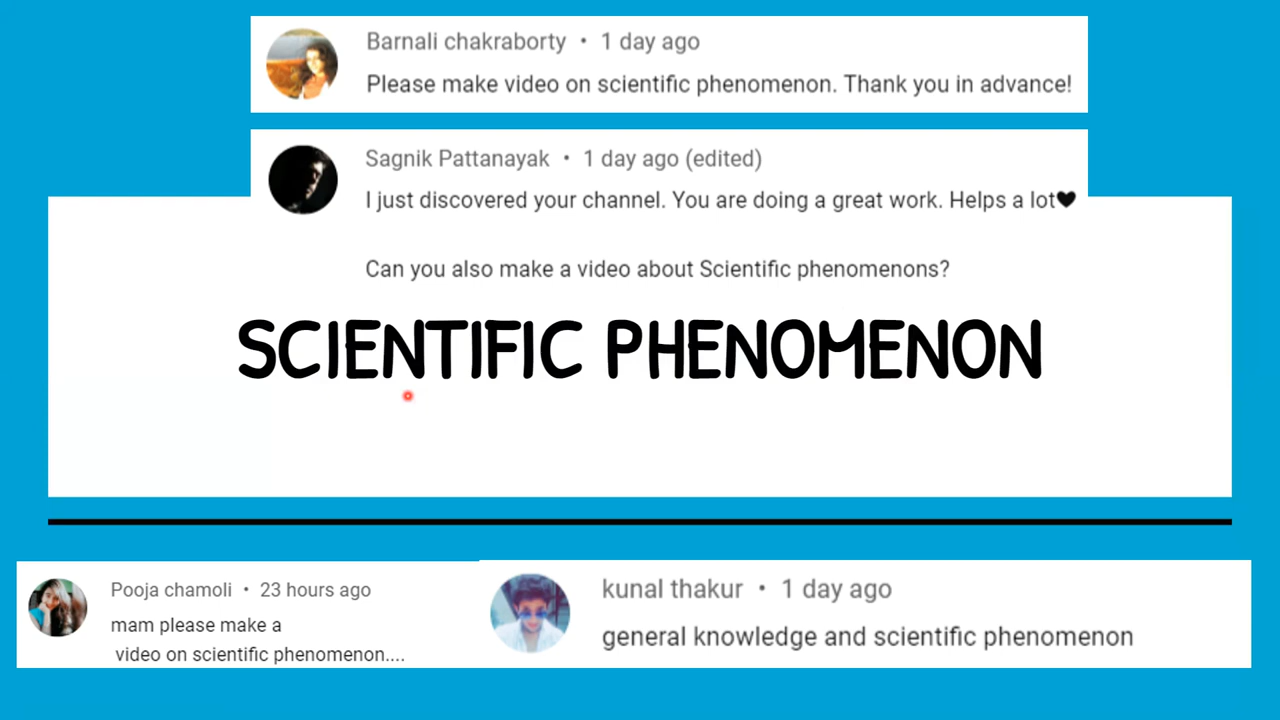 Barnali chakraborty • 1 day ago
Please make video on scientific phenomenon. Thank you in advance!
Sagnik Pattanayak • 1 day ago (edited)
I just discovered your channel. You are doing a great work. Helps a lot🖤
Can you also make a video about Scientific phenomenons?
SCIENTIFIC PHENOMENON
Pooja chamoli • 23 hours ago
mam please make a
video on scientific phenomenon....
kunal thakur • 1 day ago
general knowledge and scientific phenomenon